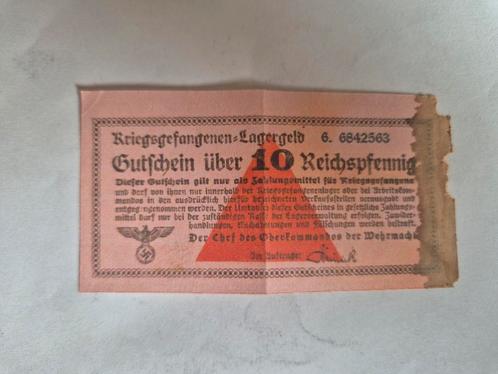 Kriegsgefangenen-Lagergeld 6. 6842563
Gutschein über 10 Reichspfennig
Dieser Gutschein gilt nur als Zahlungsmittel für Kriegsgefangene
und darf von ihnen nur innerhalb der Kriegsgefangenenlager oder bei Arbeitskom-
mandos in den ausdrücklich hierfür bezeichneten Verkaufsstellen verausgabt und
entgegengenommen werden. Der Umtausch dieses Gutscheines in gesetzliche Zahlungs-
mittel darf nur bei der zuständigen Kasse der Lagerverwaltung erfolgen. Zuwider-
handlungen, Nachahmungen und Fälschungen werden bestraft.
Der Chef des Oberkommandos der Wehrmacht
Im Auftrage: